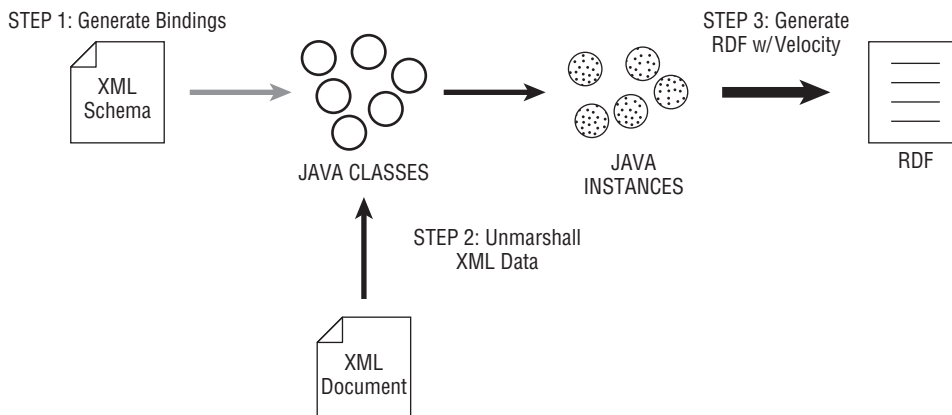 STEP 1: Generate Bindings
XML
Schema
JAVA CLASSES
STEP 2: Unmarshall
XML Data
XML
Document
JAVA
INSTANCES
STEP 3: Generate
RDF w/Velocity
RDF